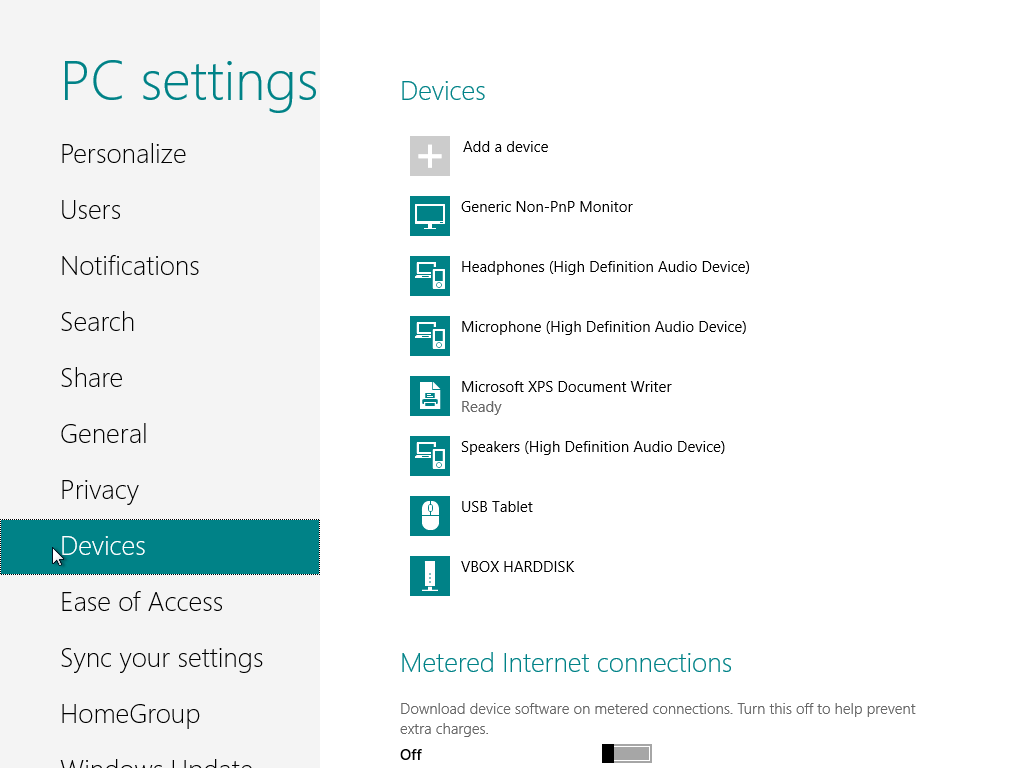 PC settings
Personalize
Users
Notifications
Search
Share
General
Privacy
Devices
Ease of Access
Sync your settings
HomeGroup
Windows Update
Devices
Add a device
Generic Non-PnP Monitor
Headphones (High Definition Audio Device)
Microphone (High Definition Audio Device)
Microsoft XPS Document Writer
Ready
Speakers (High Definition Audio Device)
USB Tablet
VBOX HARDDISK
Metered Internet connections
Download device software on metered connections. Turn this off to help prevent
extra charges.
Off